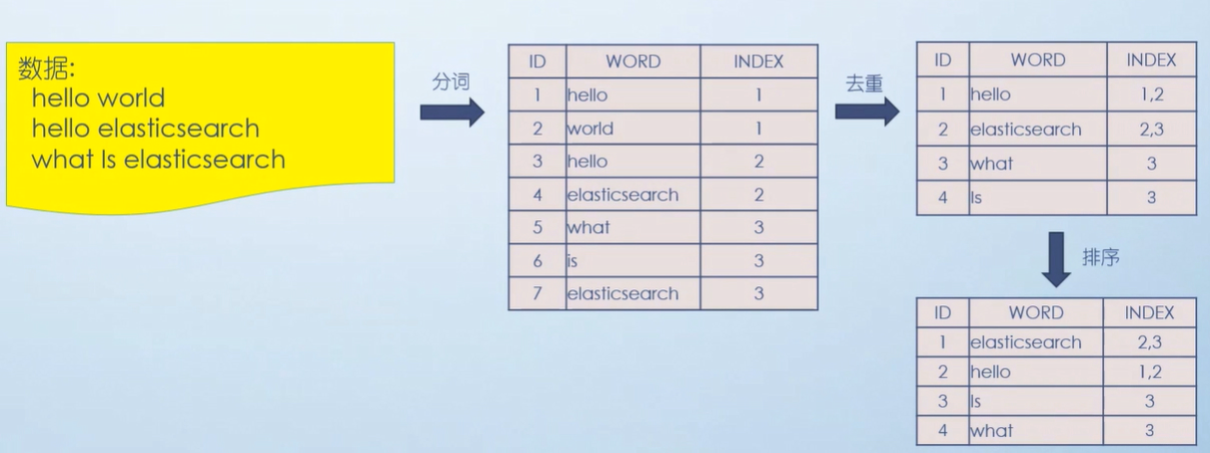 数据:
hello world
hello elasticsearch
what Is elasticsearch
分词
ID WORD INDEX
1 hello 1
2 world 1
3 hello 2
4 elasticsearch 2
5 what 3
6 is 3
7 elasticsearch 3
去重
ID WORD INDEX
1 hello 1,2
2 elasticsearch 2,3
3 what 3
4 Is 3
排序
ID WORD INDEX
1 elasticsearch 2,3
2 hello 1,2
3 Is 3
4 what 3